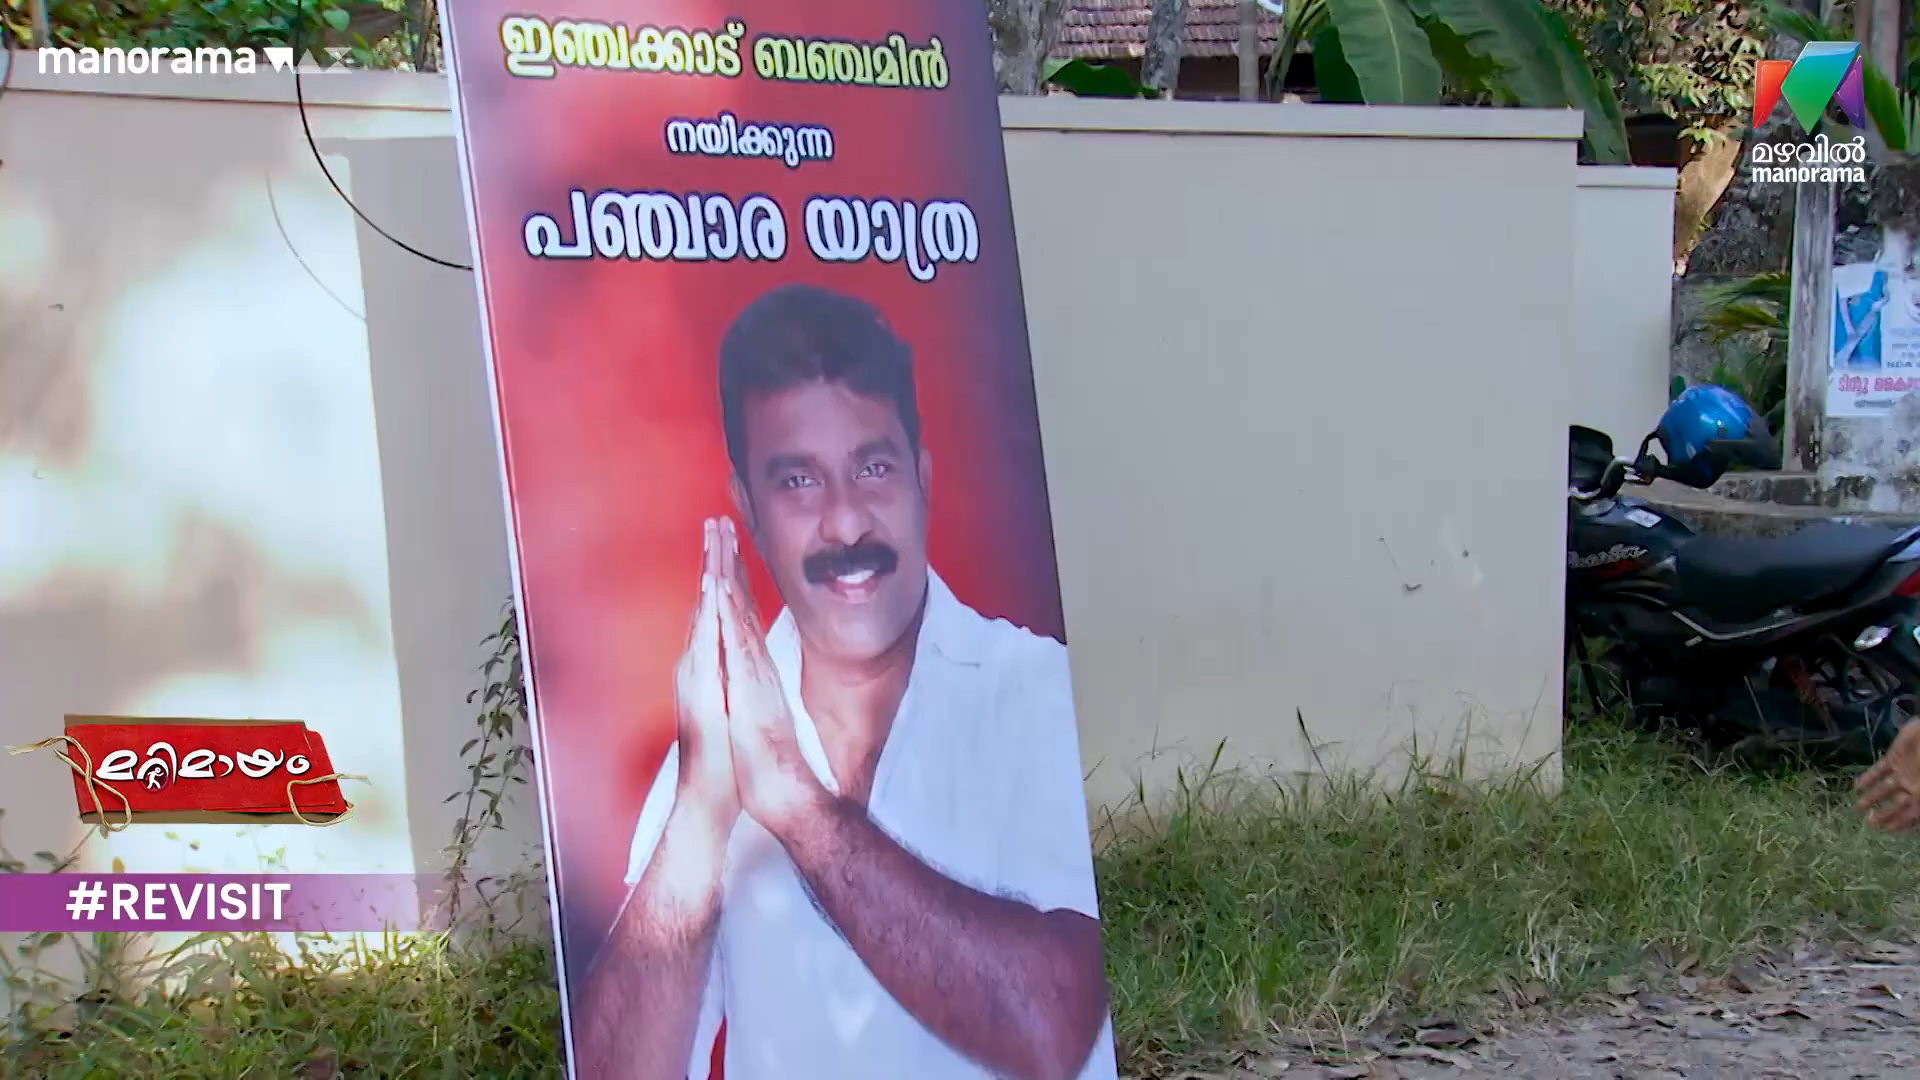 manorama MAX
ഇഞ്ചക്കാട് ബഞ്ചമിൻ
നയിക്കുന്ന
പഞ്ചാര യാത്ര
മഴവിൽ
manorama
മറിമായം
#REVISIT